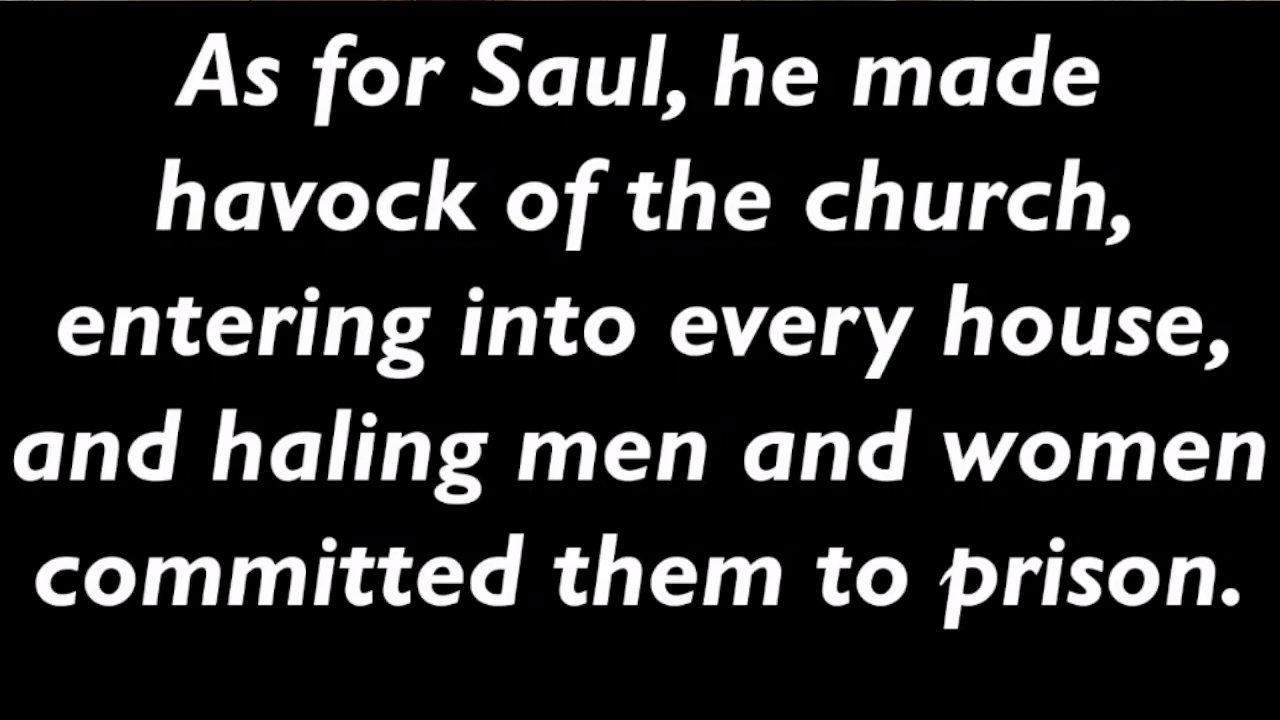 As for Saul, he made
havock of the church,
entering into every house,
and haling men and women
committed them to prison.